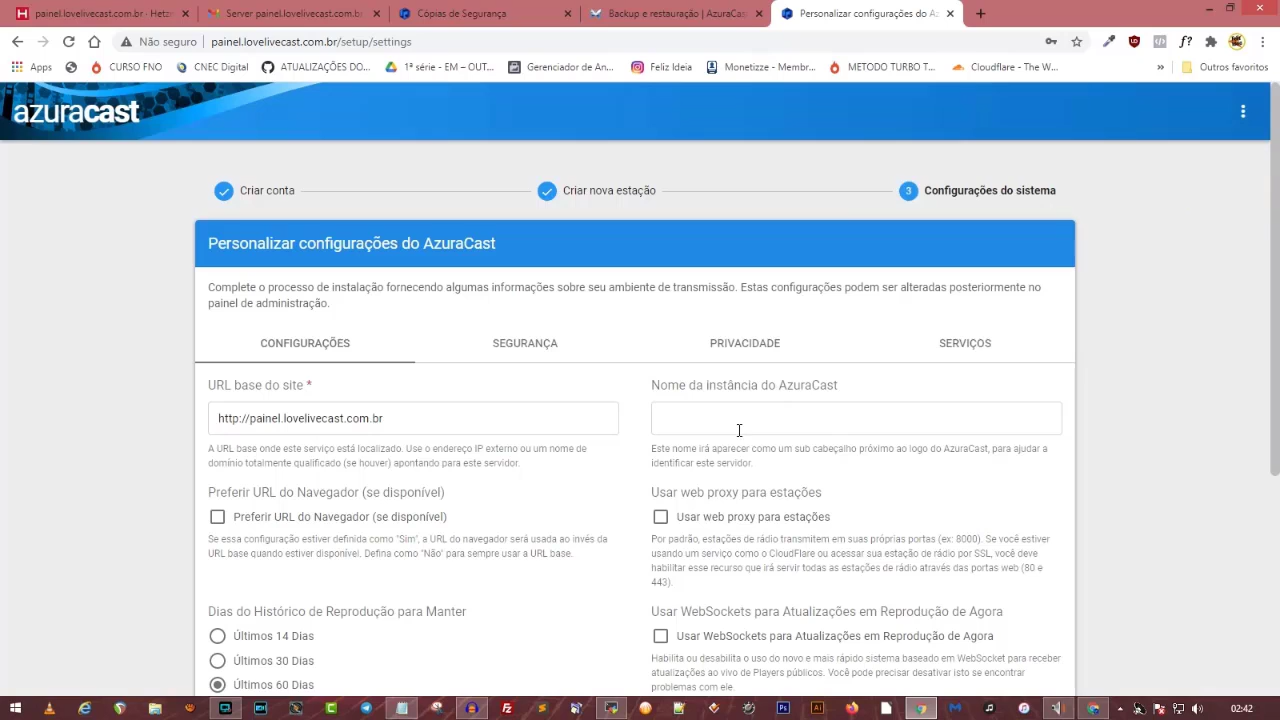 painel.lovelivecast.com.br - Hetz
Server painel.lovelivecast.com.b
Cópias de Segurança
Backup e restauração | AzuraCas
Personalizar configurações do Az
Não seguro
painel.lovelivecast.com.br/setup/settings
Apps
CURSO FNO
CNEC Digital
ATUALIZAÇÕES DO...
1ª série - EM – OUT...
Gerenciador de An...
Feliz Ideia
Monetizze - Membr...
METODO TURBO T...
Cloudflare - The W...
»
Outros favoritos
azuracast
Criar conta
Criar nova estação
3 Configurações do sistema
Personalizar configurações do AzuraCast
Complete o processo de instalação fornecendo algumas informações sobre seu ambiente de transmissão. Estas configurações podem ser alteradas posteriormente no
painel de administração.
CONFIGURAÇÕES
SEGURANÇA
PRIVACIDADE
SERVIÇOS
URL base do site *
http://painel.lovelivecast.com.br
A URL base onde este serviço está localizado. Use o endereço IP externo ou um nome de
domínio totalmente qualificado (se houver) apontando para este servidor.
Nome da instância do AzuraCast
Este nome irá aparecer como um sub cabeçalho próximo ao logo do AzuraCast, para ajudar a
identificar este servidor.
Preferir URL do Navegador (se disponível)
Preferir URL do Navegador (se disponível)
Se essa configuração estiver definida como "Sim", a URL do navegador será usada ao invés da
URL base quando estiver disponível. Defina como "Não" para sempre usar a URL base.
Usar web proxy para estações
Usar web proxy para estações
Por padrão, estações de rádio transmitem em suas próprias portas (ex: 8000). Se você estiver
usando um serviço como o CloudFlare ou acessar sua estação de rádio por SSL, você deve
habilitar esse recurso que irá servir todas as estações de rádio através das portas web (80 e
443).
Dias do Histórico de Reprodução para Manter
Últimos 14 Dias
Últimos 30 Dias
Últimos 60 Dias
Usar WebSockets para Atualizações em Reprodução de Agora
Usar WebSockets para Atualizações em Reprodução de Agora
Habilita ou desabilita o uso do novo e mais rápido sistema baseado em WebSocket para receber
atualizações ao vivo de Players públicos. Você pode precisar desativar isto se encontrar
problemas com ele.
02:42